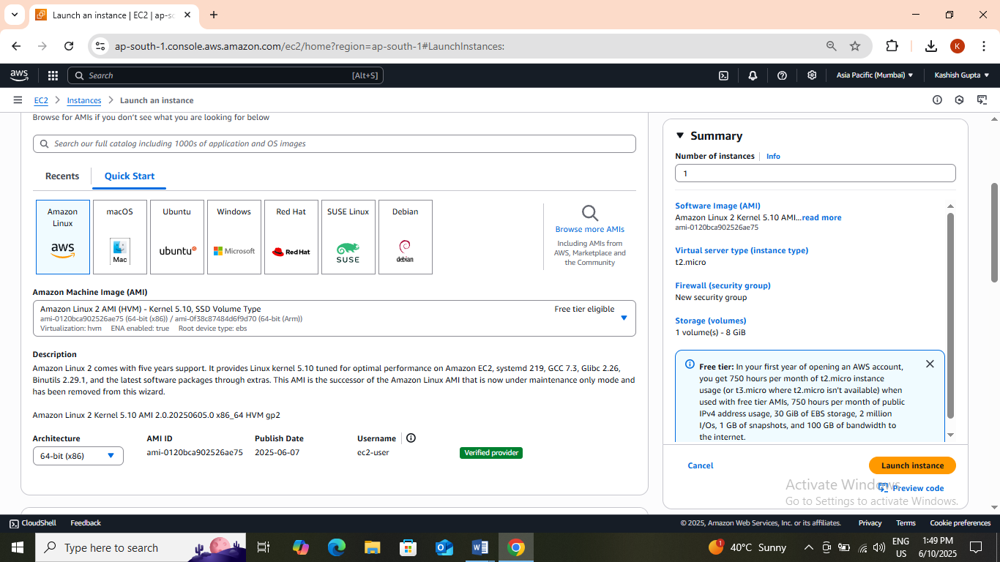 Launch an instance | EC2 | ap-sc
ap-south-1.console.aws.amazon.com/ec2/home?region=ap-south-1#LaunchInstances:
K
aws
Search
[Alt+S]
Asia Pacific (Mumbai)
Kashish Gupta
EC2
Instances
Launch an instance
Browse for AMIs if you don't see what you are looking for below
Search our full catalog including 1000s of application and OS images
Recents
Quick Start
Amazon
Linux
aws
macOS
Mac
Ubuntu
ubuntu
Windows
Microsoft
Red Hat
RedHat
SUSE Linux
SUSE
Debian
debian
Browse more AMIs
Including AMIs from
AWS, Marketplace and
the Community
Amazon Machine Image (AMI)
Amazon Linux 2 AMI (HVM) - Kernel 5.10, SSD Volume Type
Free tier eligible
ami-0120bca902526ae75 (64-bit (x86)) / ami-0f38c87484d6f9d70 (64-bit (Arm))
Virtualization: hvm ENA enabled: true Root device type: ebs
Description
Amazon Linux 2 comes with five years support. It provides Linux kernel 5.10 tuned for optimal performance on Amazon EC2, systemd 219, GCC 7.3, Glibc 2.26,
Binutils 2.29.1, and the latest software packages through extras. This AMI is the successor of the Amazon Linux AMI that is now under maintenance only mode and
has been removed from this wizard.
Amazon Linux 2 Kernel 5.10 AMI 2.0.20250605.0 x86_64 HVM gp2
Architecture
64-bit (x86)
AMI ID
ami-0120bca902526ae75
Publish Date
2025-06-07
Username
ec2-user
Verified provider
Summary
Number of instances
Info
1
Software Image (AMI)
Amazon Linux 2 Kernel 5.10 AMI...read more
ami-0120bca902526ae75
Virtual server type (instance type)
t2.micro
Firewall (security group)
New security group
Storage (volumes)
1 volume(s) - 8 GiB
Free tier: In your first year of opening an AWS account,
you get 750 hours per month of t2.micro instance
usage (or t3.micro where t2.micro isn't available) when
used with free tier AMIs, 750 hours per month of public
IPv4 address usage, 30 GiB of EBS storage, 2 million
I/Os, 1 GB of snapshots, and 100 GB of bandwidth to
the internet.
Cancel
Launch instance
Preview code
Activate Windows
Go to Settings to activate Windows.
CloudShell
Feedback
© 2025, Amazon Web Services, Inc. or its affiliates.
Privacy
Terms
Cookie preferences
Type here to search
1
40°C Sunny
ENG
US
1:49 PM
6/10/2025